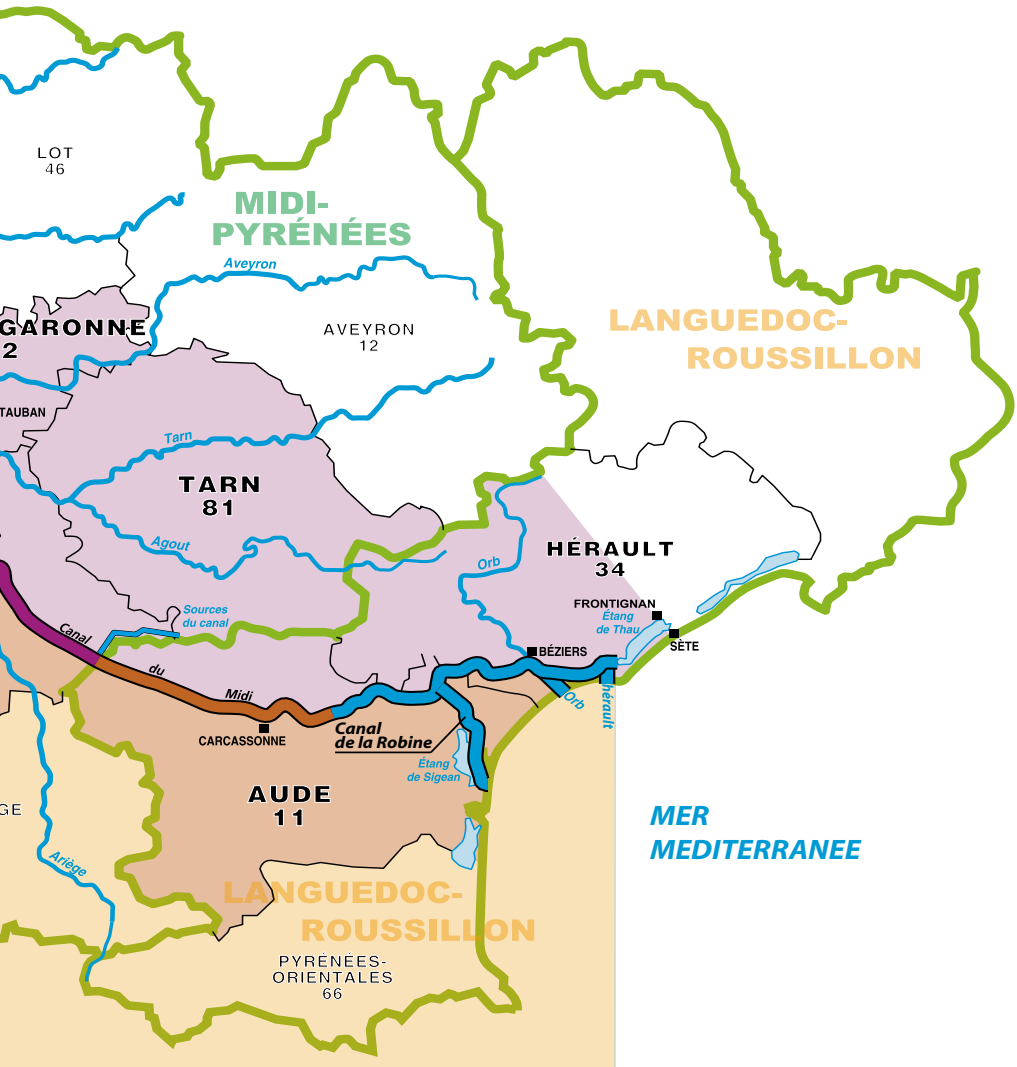 LOT
46
MIDI-
PYRÉNÉES
Aveyron
GARONNE
2
AVEYRON
12
LANGUEDOC-
ROUSSILLON
TAUBAN
Tarn
TARN
81
Agout
Orb
HÉRAULT
34
Sources
du canal
FRONTIGNAN
Étang
de Thau
SÈTE
Canal
du
Midi
BÉZIERS
Orb
hérault
CARCASSONNE
Canal
de la Robine
Étang
de Sigean
AUDE
11
GE
MER
MEDITERRANEE
Ariège
LANGUEDOC-
ROUSSILLON
PYRÉNÉES-
ORIENTALES
66